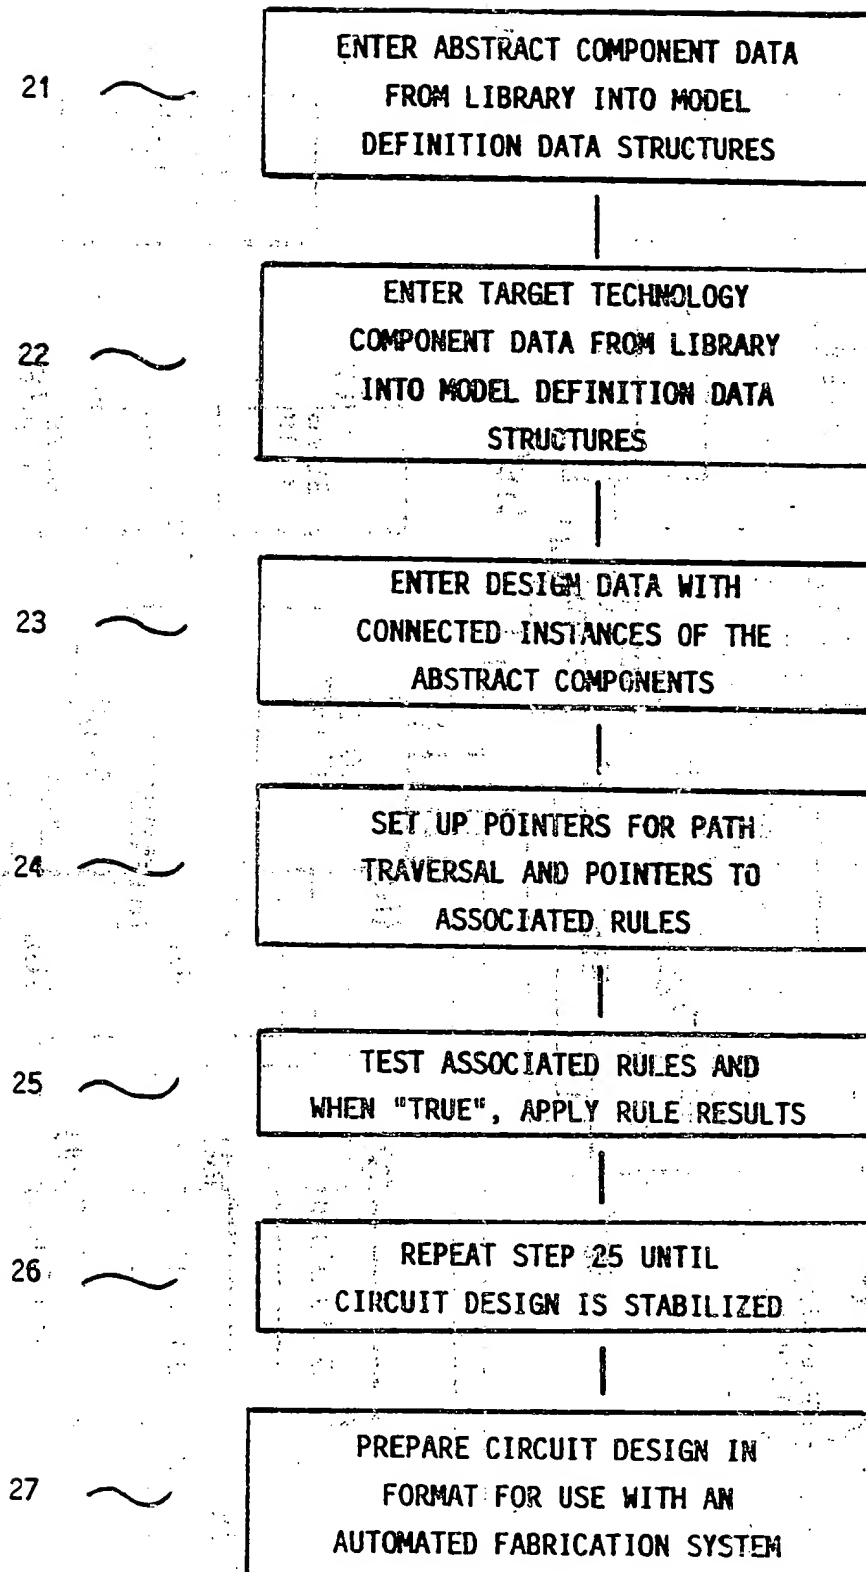 ENTER ABSTRACT COMPONENT DATA
21 FROM LIBRARY INTO MODEL
DEFINITION DATA STRUCTURES
ENTER TARGET TECHNOLOGY
22 COMPONENT DATA FROM LIBRARY
INTO MODEL DEFINITION DATA
STRUCTURES
ENTER DESIGN DATA WITH
23 CONNECTED INSTANCES OF THE
ABSTRACT COMPONENTS
SET UP POINTERS FOR PATH
24 TRAVERSAL AND POINTERS TO
ASSOCIATED RULES
TEST ASSOCIATED RULES AND
25 WHEN "TRUE", APPLY RULE RESULTS
REPEAT STEP 25 UNTIL
26 CIRCUIT DESIGN IS STABILIZED
PREPARE CIRCUIT DESIGN IN
27 FORMAT FOR USE WITH AN
AUTOMATED FABRICATION SYSTEM